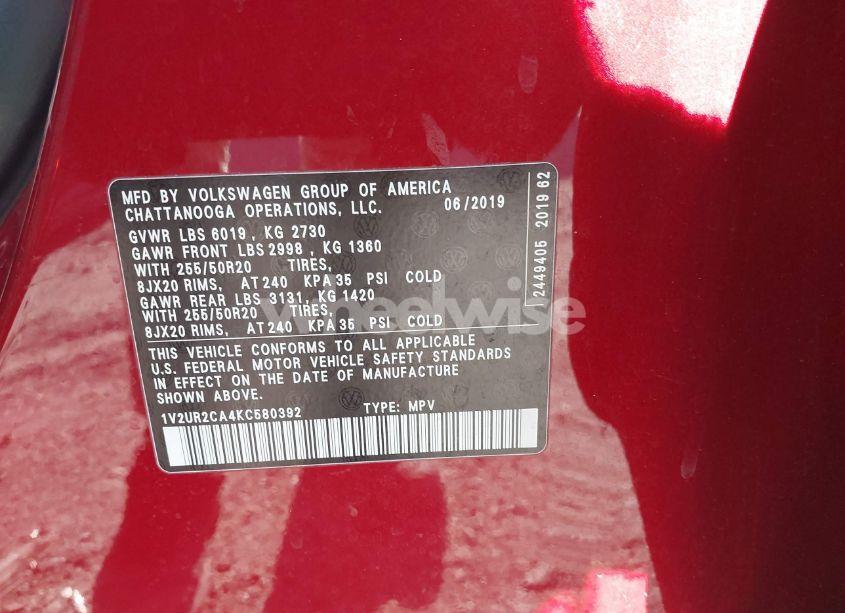 MFD BY VOLKSWAGEN GROUP OF AMERICA
CHATTANOOGA OPERATIONS, LLC. 06/2019
GVWR LBS 6019 , KG 2730
GAWR FRONT LBS 2998 , KG 1360
WITH 255/50R20 TIRES,
8JX20 RIMS, AT 240 KPA 35 PSI COLD
GAWR REAR LBS 3131, KG 1420
WITH 255/50R20 TIRES,
8JX20 RIMS, AT 240 KPA 35 PSI COLD
THIS VEHICLE CONFORMS TO ALL APPLICABLE
U.S. FEDERAL MOTOR VEHICLE SAFETY STANDARDS
IN EFFECT ON THE DATE OF MANUFACTURE
SHOWN ABOVE.
1V2UR2CA4KC580392 TYPE: MPV
2449405 2019 62
wheelwise